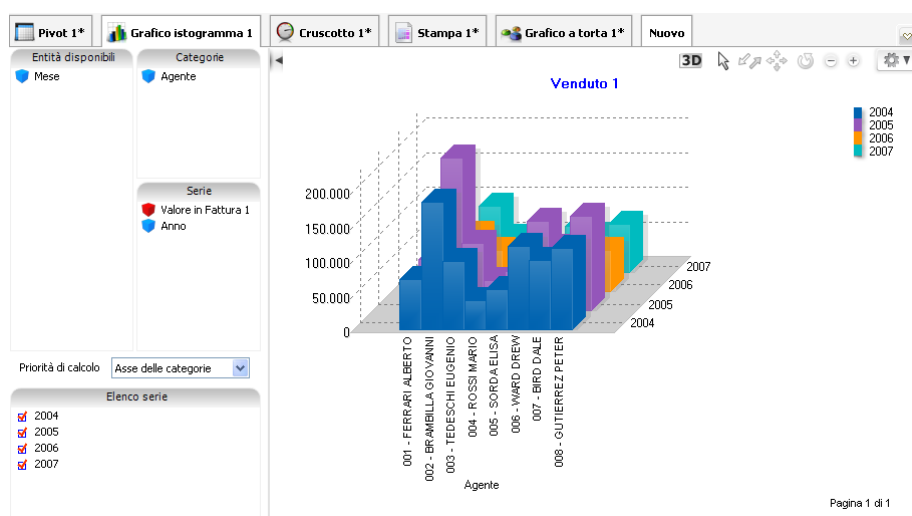 Pivot 1*
Grafico istogramma 1
Cruscotto 1*
Stampa 1*
Grafico a torta 1*
Nuovo
Entità disponibili
Mese
Categorie
Agente
Serie
Valore in Fattura 1
Anno
Priorità di calcolo
Asse delle categorie
Elenco serie
2004
2005
2006
2007
3D
Venduto 1
2004
2005
2006
2007
200.000
150.000
100.000
50.000
0
2007
2005
2004
001 - FERRARI ALBERTO
002 - BRAMBILLA GIOVANNI
003 - TEDESCHI EUGENIO
004 - ROSSI MARIO
005 - SORDA ELISA
006 - WARD DREW
007 - BIRD DALE
008 - GUTIERREZ PETER
Agente
Pagina 1 di 1